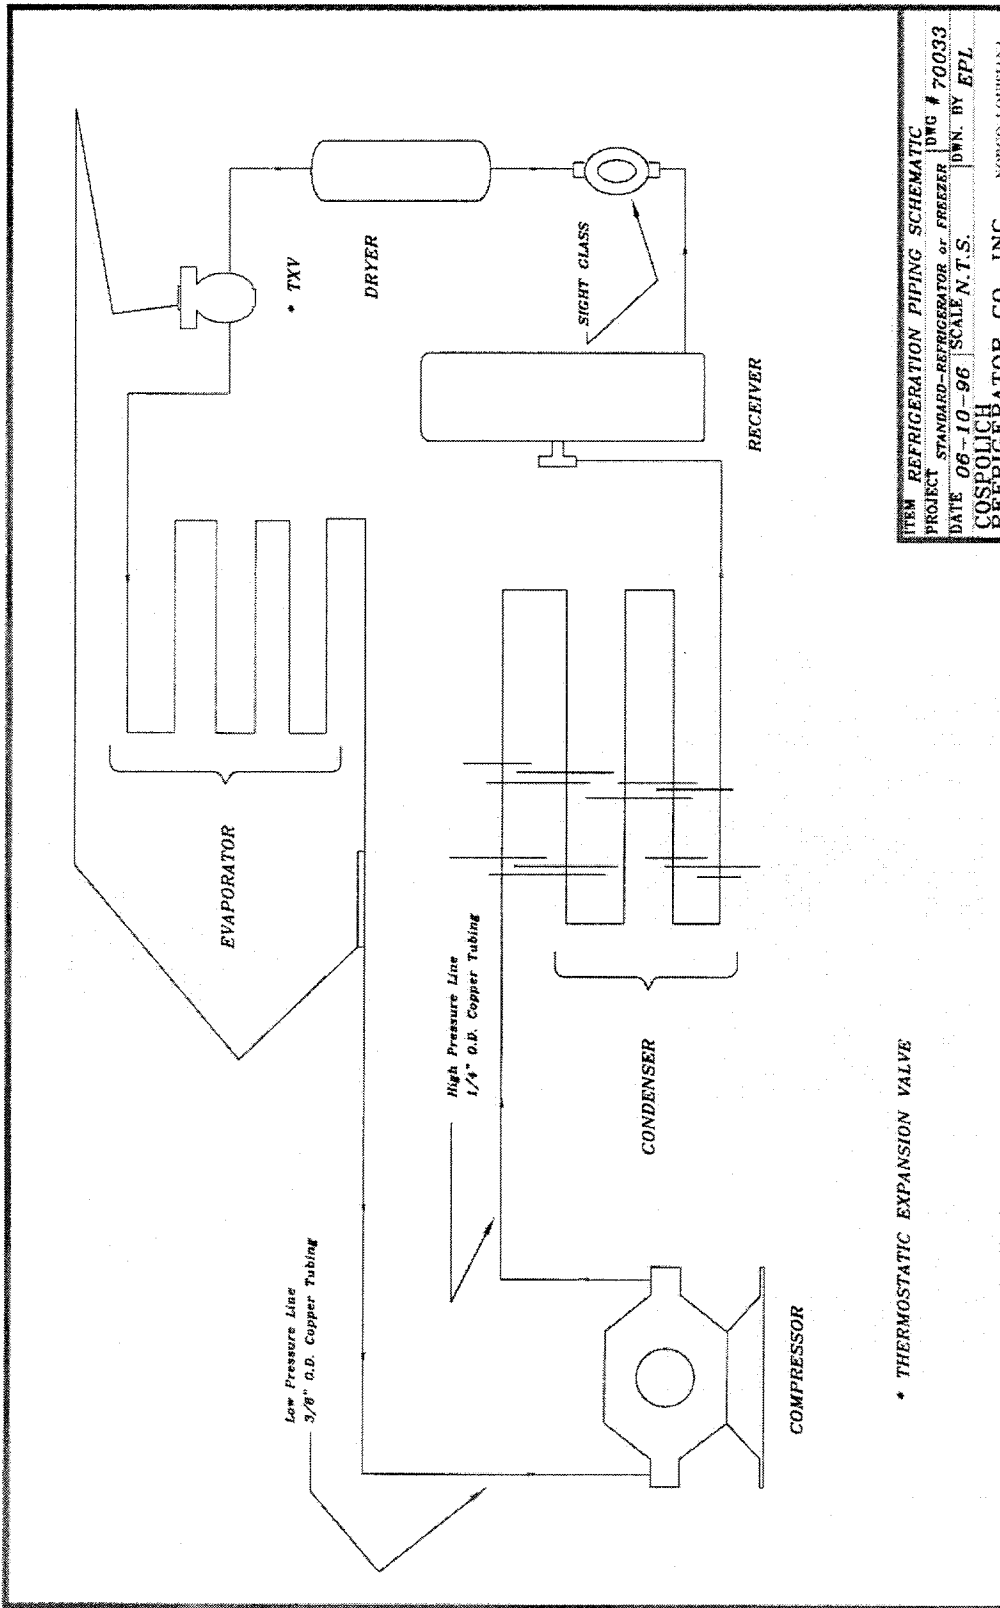 * TXV
DRYER
SIGHT GLASS
RECEIVER
EVAPORATOR
High Pressure Line
1/4" O.D. Copper Tubing
CONDENSER
Low Pressure Line
3/8" O.D. Copper Tubing
COMPRESSOR
* THERMOSTATIC EXPANSION VALVE
ITEM REFRIGERATION PIPING SCHEMATIC
PROJECT STANDARD-REFRIGERATOR or FREEZER DWG # 70033
DATE 06-10-96 SCALE N.T.S. DWN. BY EPL
COSPOLICH
REFRIGERATOR CO. INC.